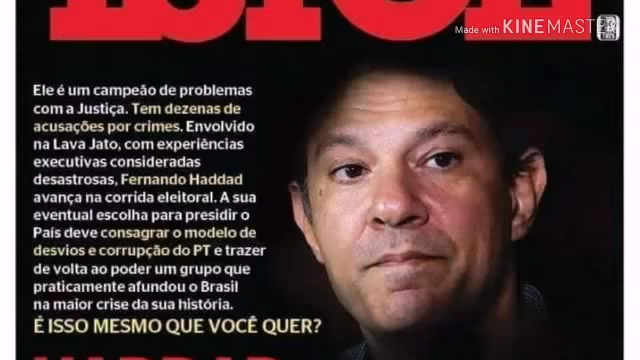 Made with KINEMASTER
Ele é um campeão de problemas
com a Justiça. Tem dezenas de
acusações por crimes. Envolvido
na Lava Jato, com experiências
executivas consideradas
desastrosas, Fernando Haddad
avança na corrida eleitoral. A sua
eventual escolha para presidir o
País deve consagrar o modelo de
desvios e corrupção do PT e trazer
de volta ao poder um grupo que
praticamente afundou o Brasil
na maior crise da sua história.
É ISSO MESMO QUE VOCÊ QUER?